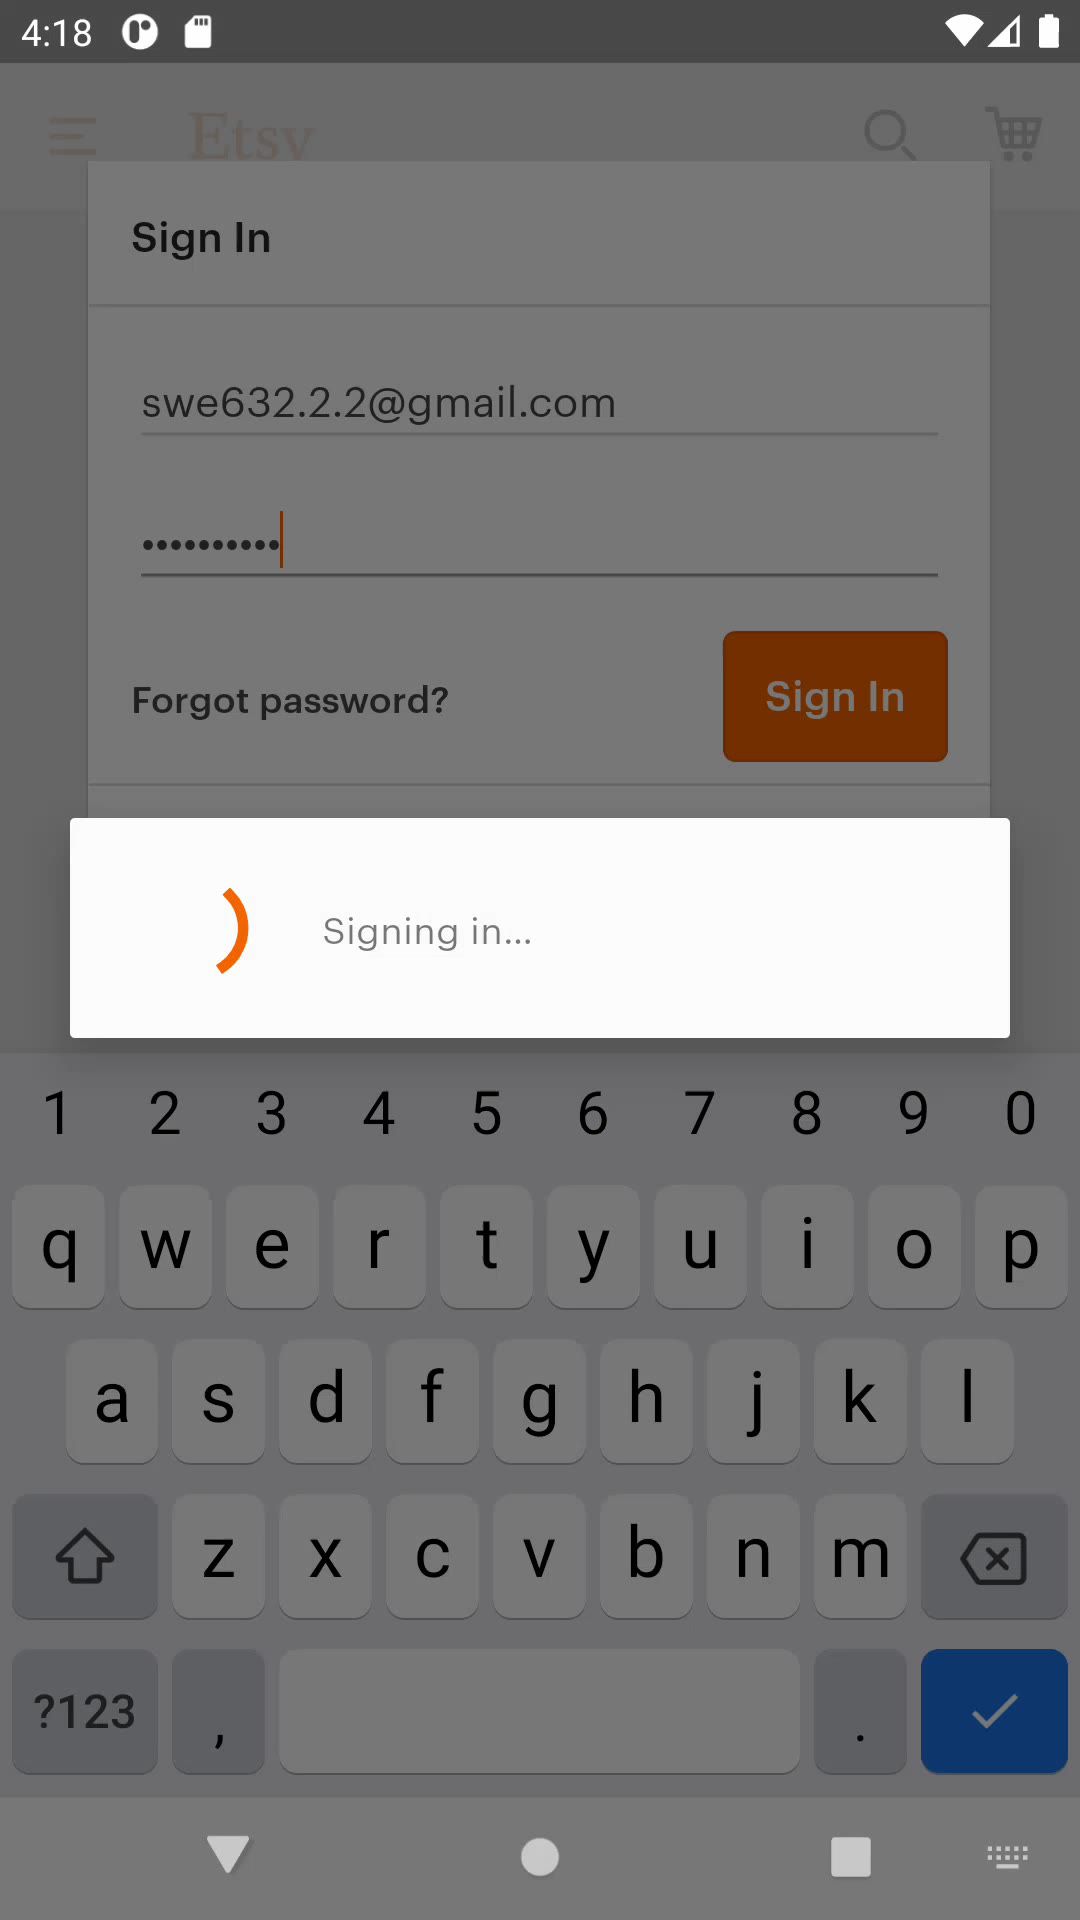 4:18
Etsy
Sign In
swe632.2.2@gmail.com
••••••••••
Forgot password?
Sign In
Signing in...
1 2 3 4 5 6 7 8 9 0
q w e r t y u i o p
a s d f g h j k l
z x c v b n m
?123 , .